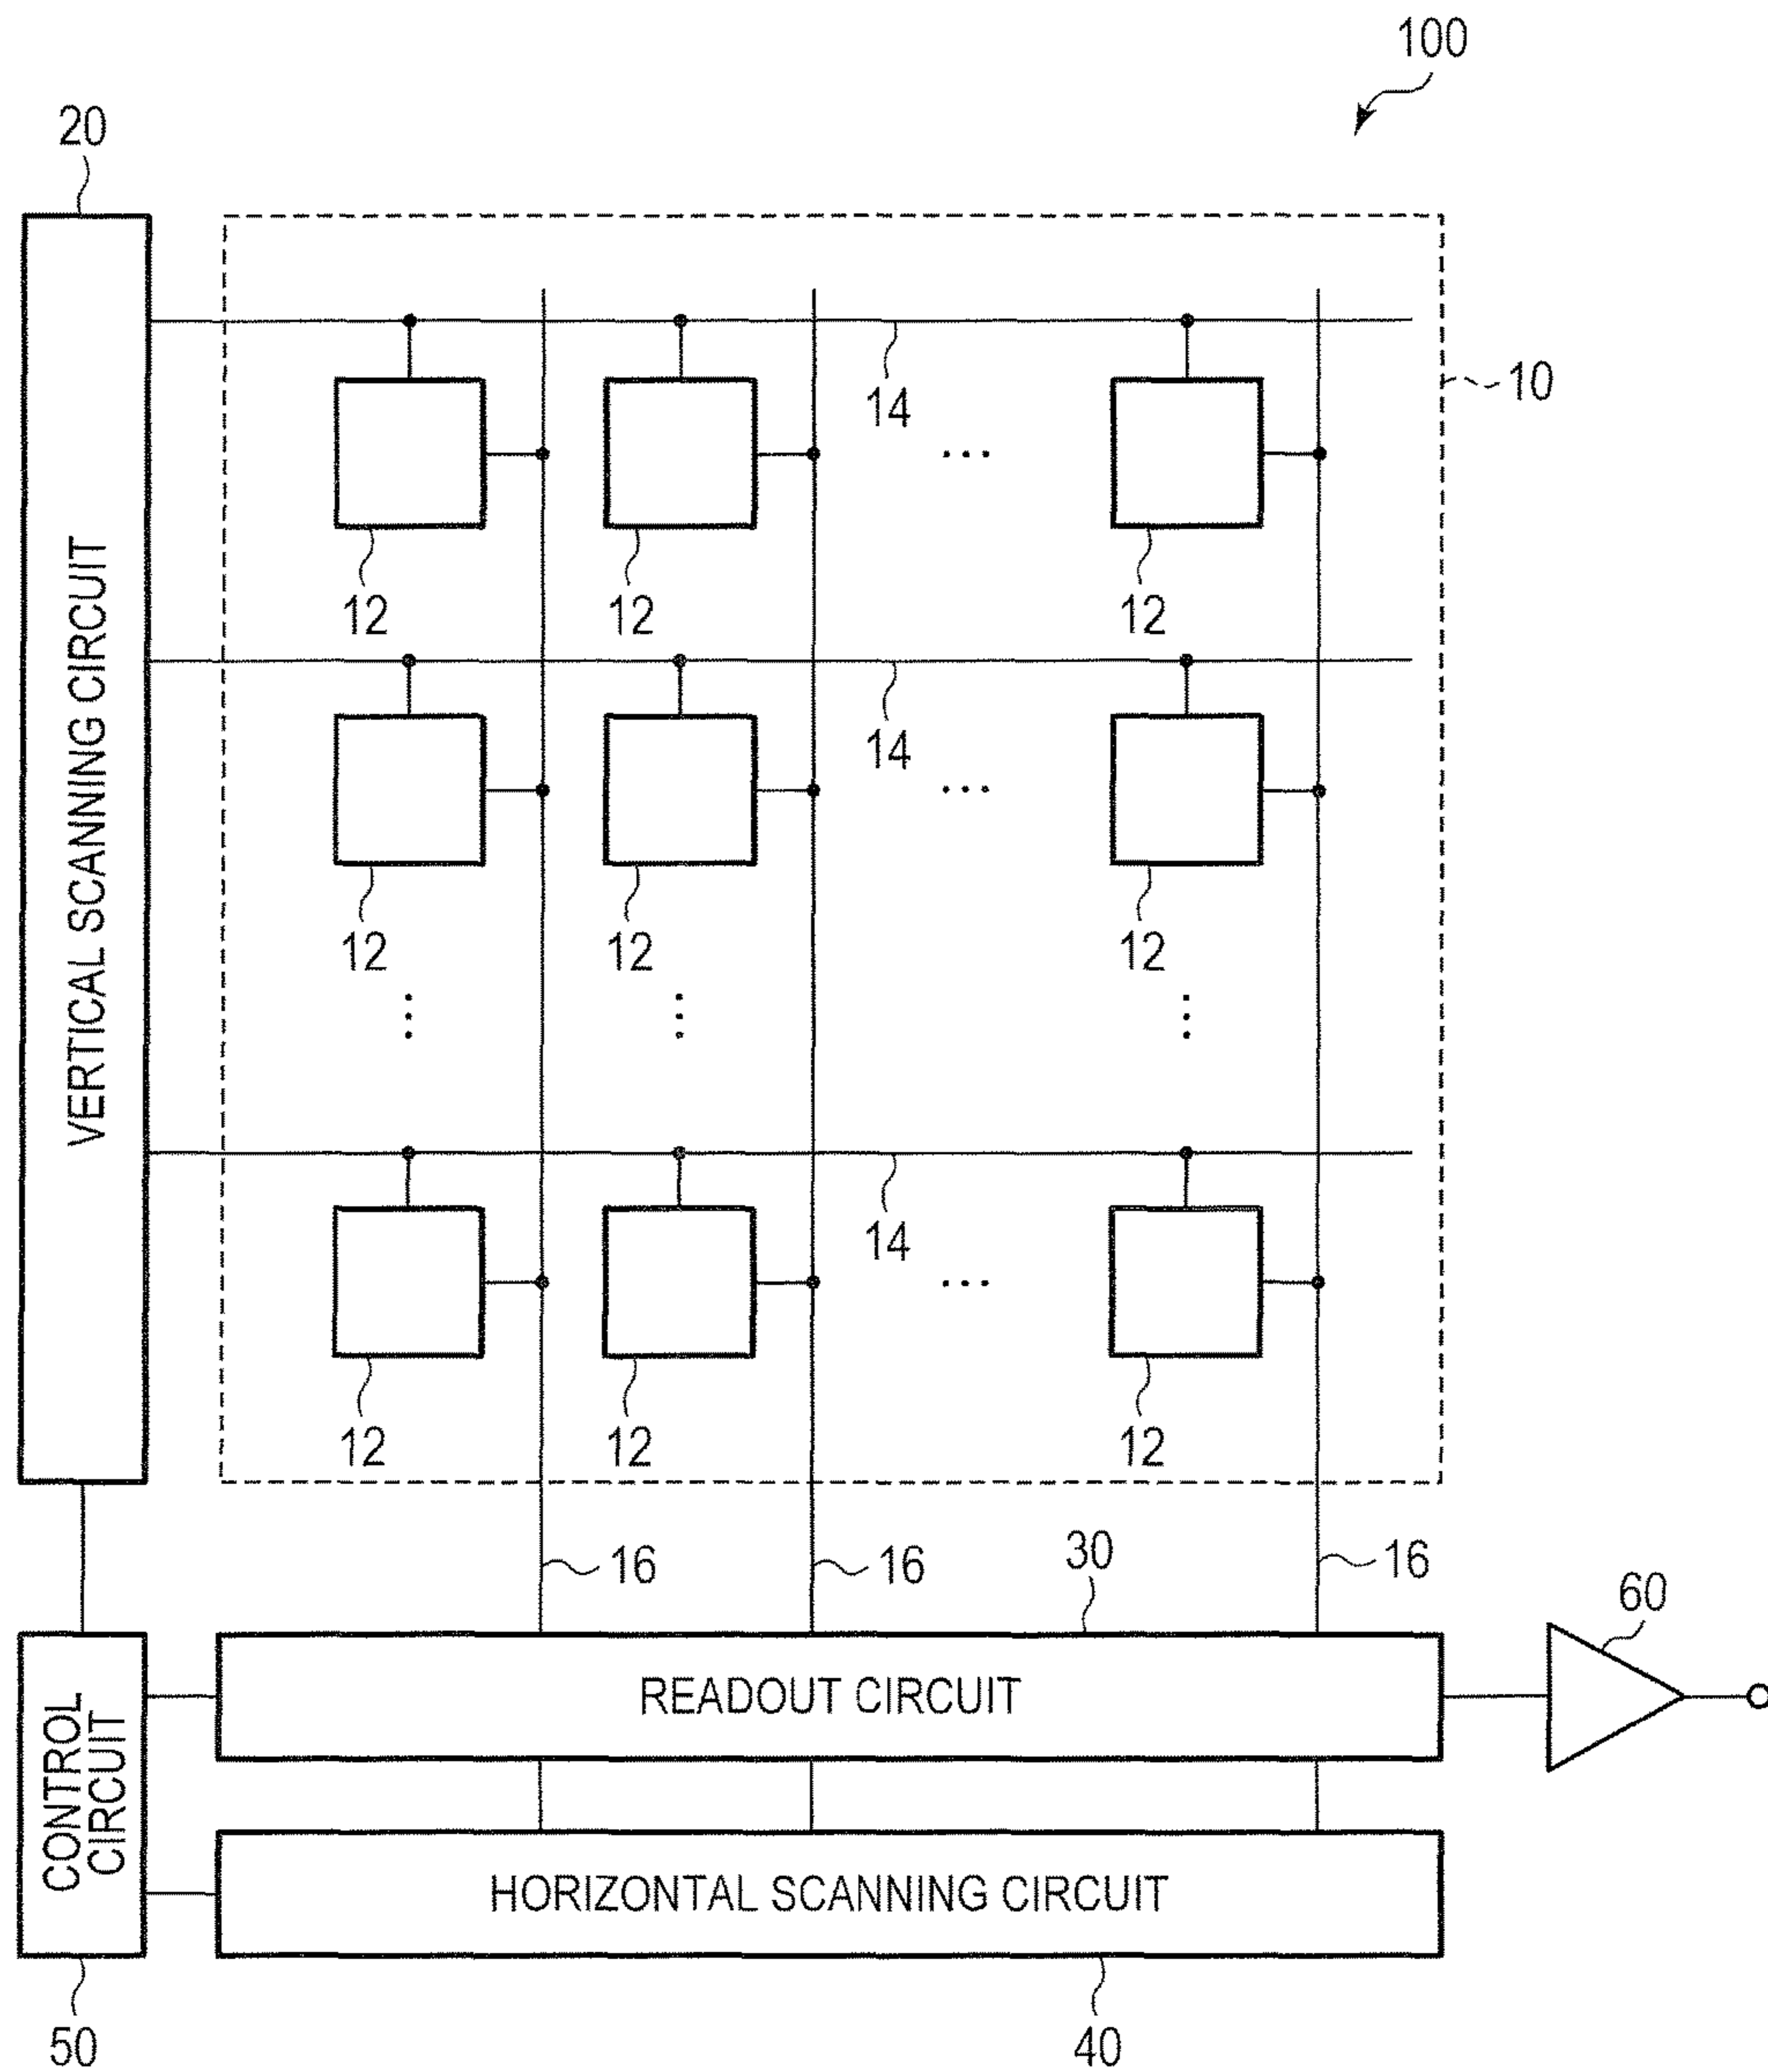 100
20
10
14
12 12 12
14
12 12 12
14
12 12 12
VERTICAL SCANNING CIRCUIT
16 16 30 16
60
READOUT CIRCUIT
CONTROL
CIRCUIT
HORIZONTAL SCANNING CIRCUIT
50 40